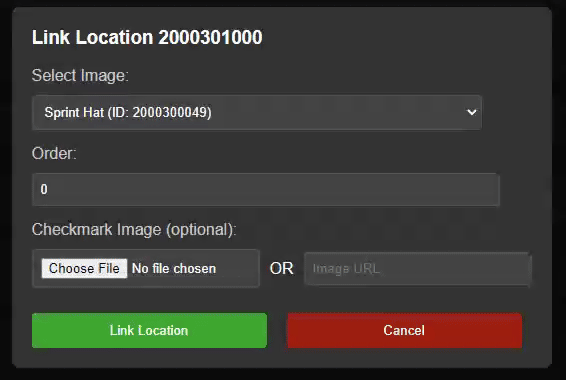 Link Location 2000301000
Select Image:
Sprint Hat (ID: 2000300049)
Order:
0
Checkmark Image (optional):
Choose File No file chosen OR Image URL
Link Location Cancel